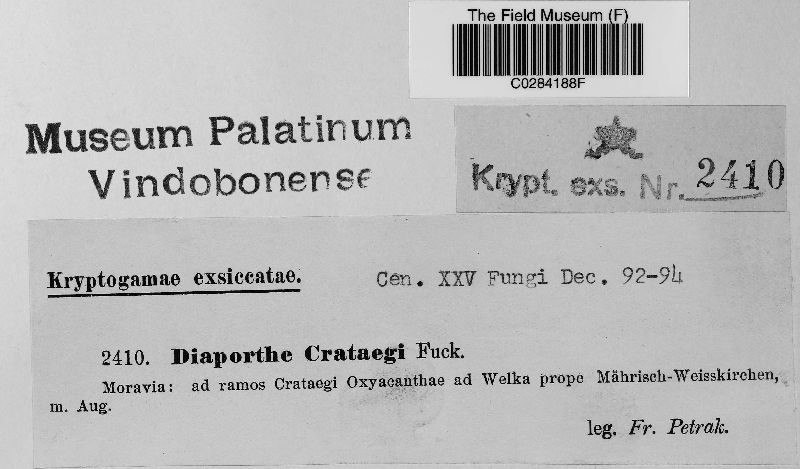 The Field Museum (F)
C0284188F
Museum Palatinum
Vindobonense
Krypt. exs. Nr. 2410
Kryptogamae exsiccatae. Cen. XXV Fungi Dec. 92-94
2410. Diaporthe Crataegi Fuck.
Moravia: ad ramos Crataegi Oxyacanthae ad Welka prope Mährisch-Weisskirchen,
m. Aug.
leg. Fr. Petrak.